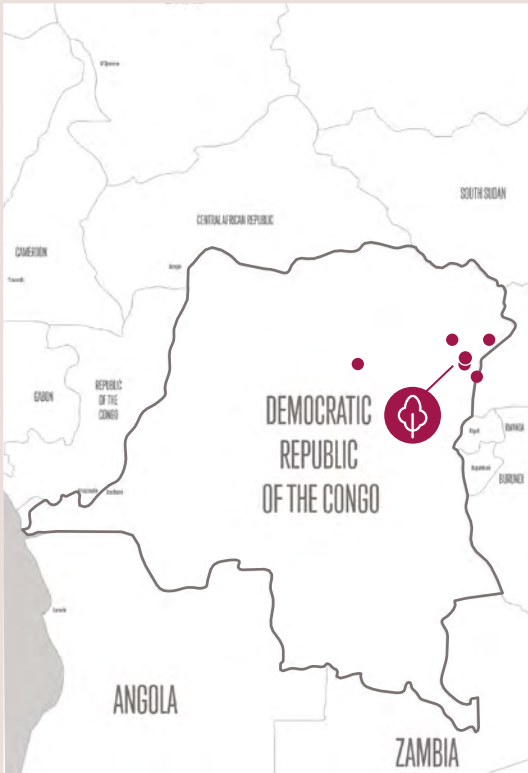 SOUTH SUDAN
CENTRAL AFRICAN REPUBLIC
CAMEROON
GABON
REPUBLIC
OF THE
CONGO
DEMOCRATIC
REPUBLIC
OF THE CONGO
RWANDA
BURUNDI
ANGOLA
ZAMBIA